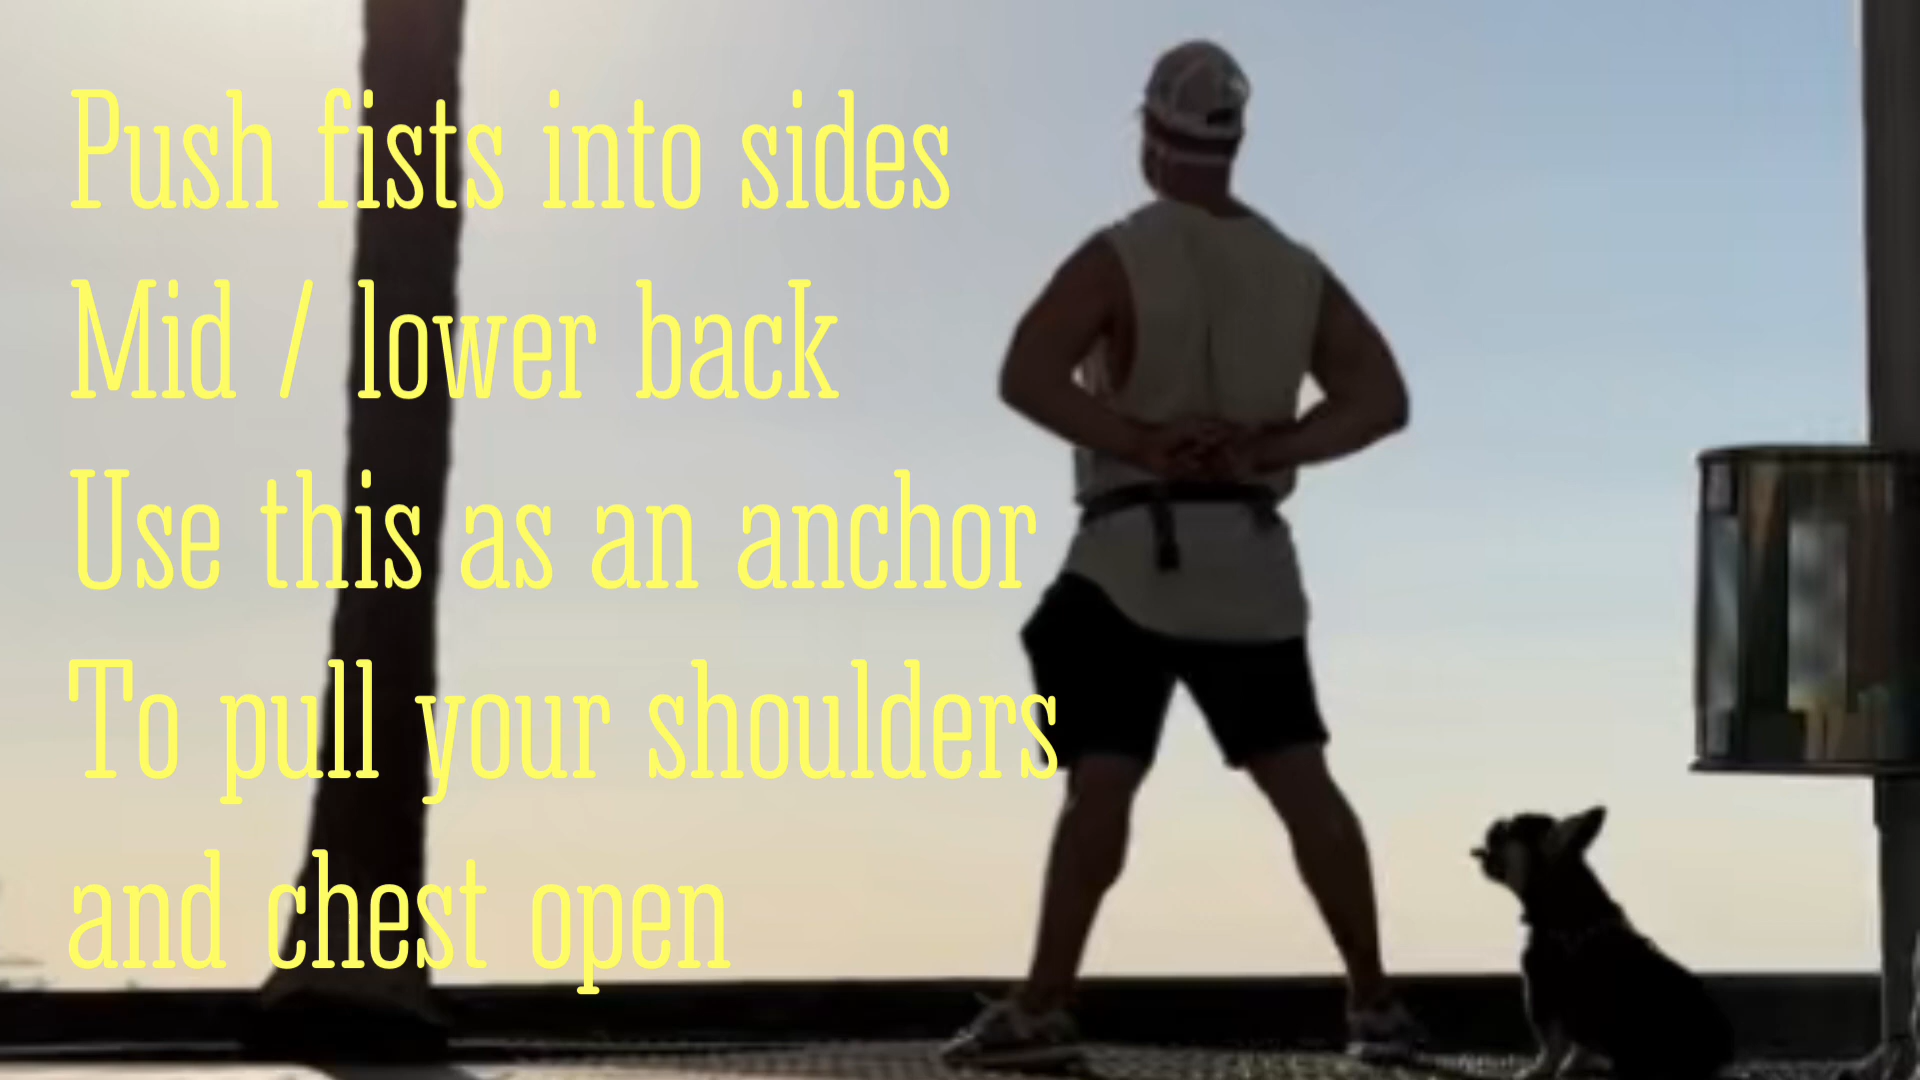 Push fists into sides
Mid / lower back
Use this as an anchor
To pull your shoulders
and chest open